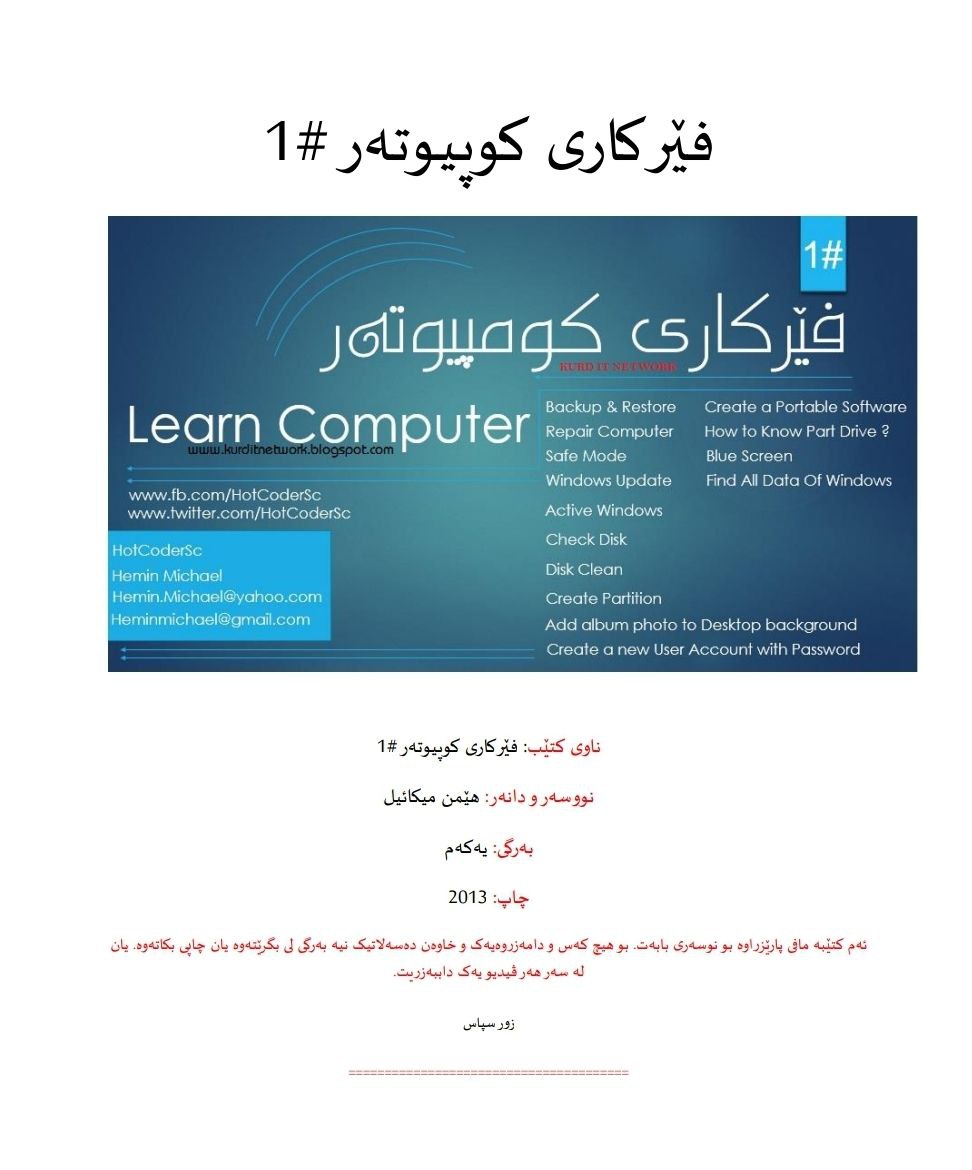 فێرکاری کوپیوتەر #1
1#
فێرکاری کومپیوتەر
KURD IT NETWORK
Learn Computer
www.kurditnetwork.blogspot.com
www.fb.com/HotCoderSc
www.twitter.com/HotCoderSc
HotCoderSc
Hemin Michael
Hemin.Michael@yahoo.com
Heminmichael@gmail.com
Backup & Restore
Repair Computer
Safe Mode
Windows Update
Active Windows
Check Disk
Disk Clean
Create Partition
Add album photo to Desktop background
Create a new User Account with Password
Create a Portable Software
How to Know Part Drive ?
Blue Screen
Find All Data Of Windows
ناوی کتێب: فێرکاری کوپیوتەر #1
نووسەر و دانەر: هێمن میکائیل
بەرگی: یەکەم
چاپ: 2013
ئەم کتێبە مافی پارێزراوە بو نوسەری بابەت. بو هیچ کەس و دامەزروەیەک و خاوەن دەسەلاتیک نیە بەرگی لی بگرێتەوە یان چاپی بکاتەوە. یان
لە سەر هەر ڤیدیو یەک دابەزریت.
زور سپاس
=======================================